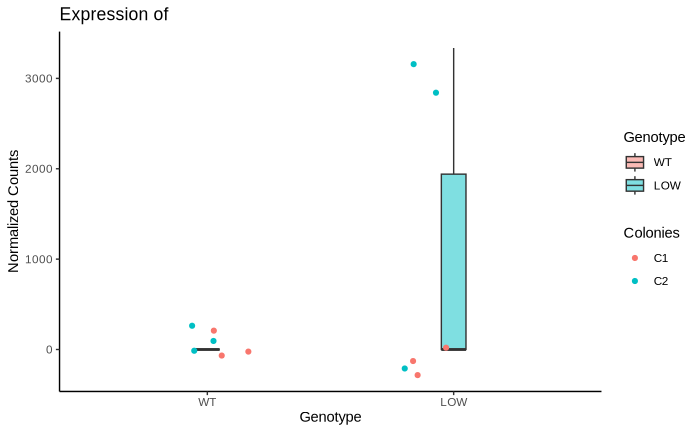 Expression of
Normalized Counts
3000
2000
1000
0
WT
LOW
Genotype
Genotype
WT
LOW
Colonies
C1
C2